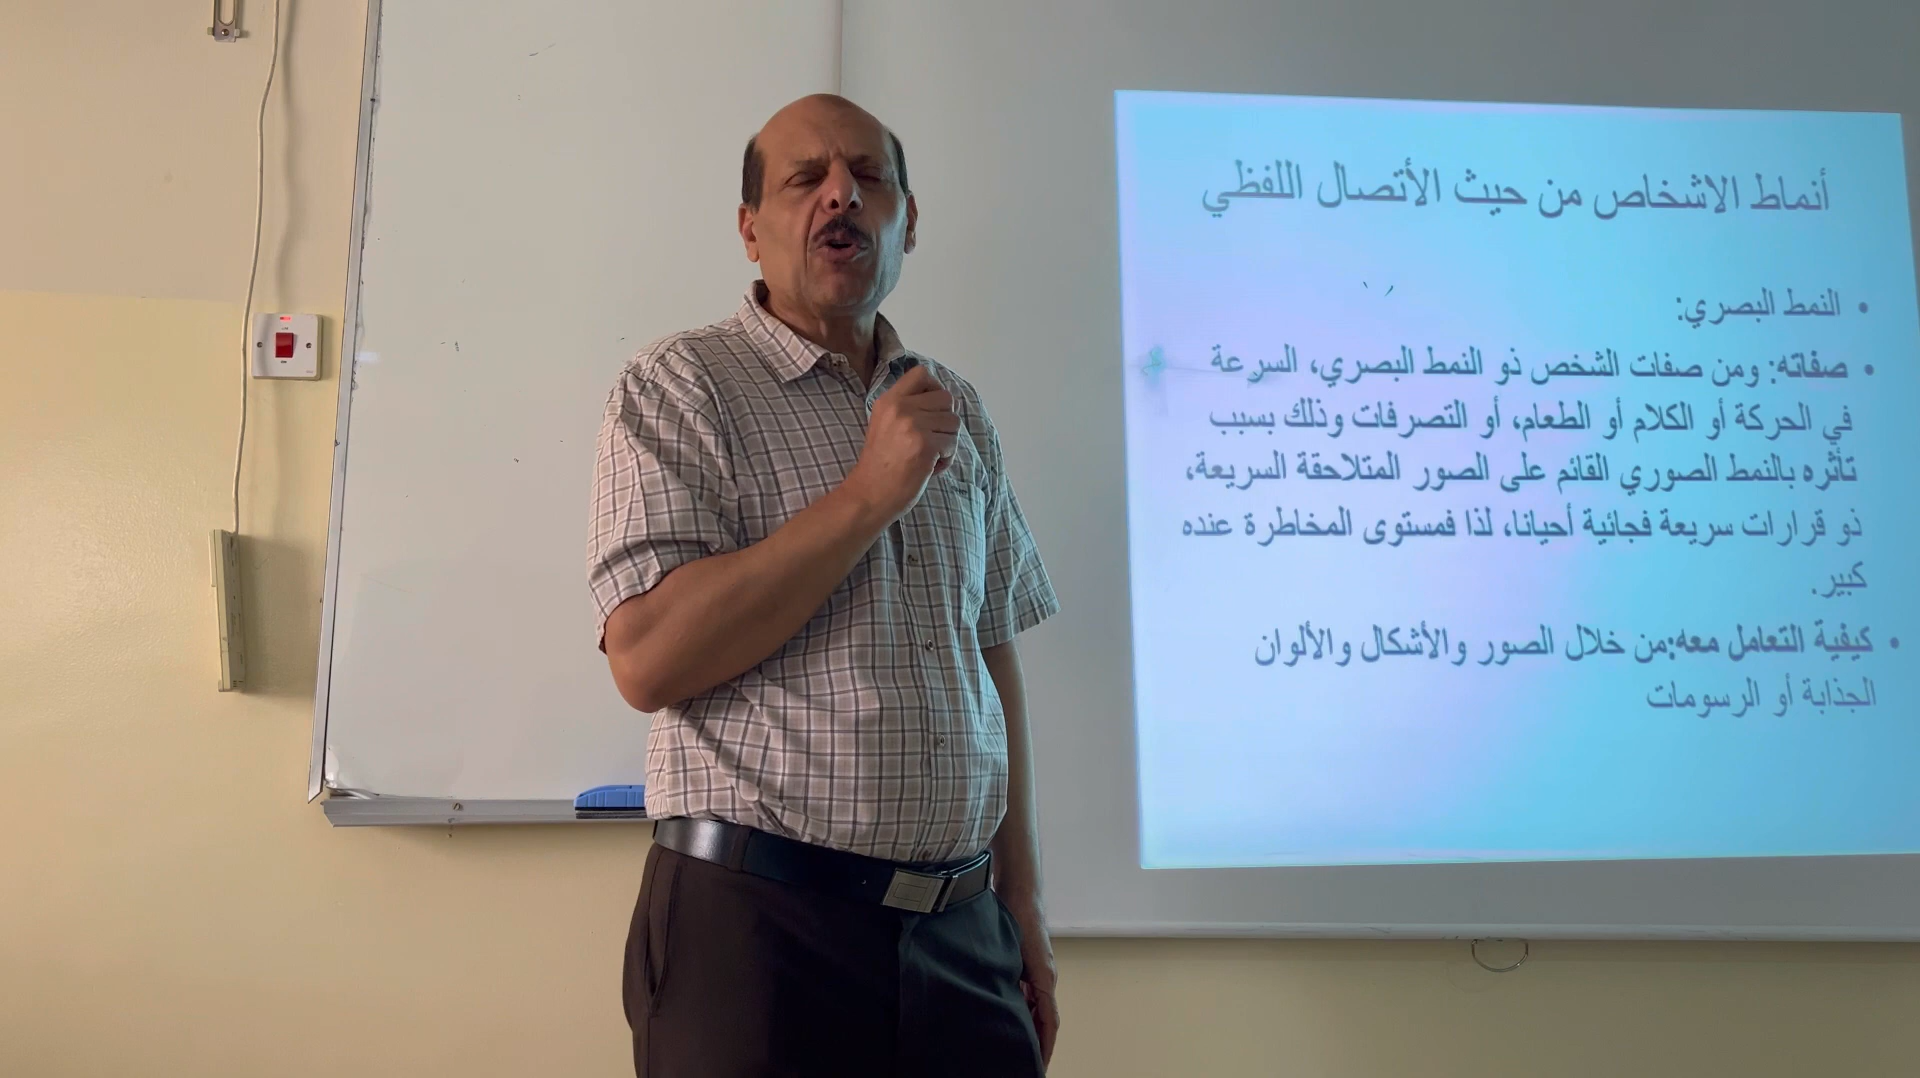 أنماط الاشخاص من حيث الأتصال اللفظي
• النمط البصري:
• صفاته: ومن صفات الشخص ذو النمط البصري، السرعة
في الحركة أو الكلام أو الطعام، أو التصرفات وذلك بسبب
تأثره بالنمط الصوري القائم على الصور المتلاحقة السريعة،
ذو قرارات سريعة فجائية أحيانا، لذا فمستوى المخاطرة عنده
كبير.
• كيفية التعامل معه:من خلال الصور والأشكال والألوان
الجذابة أو الرسومات